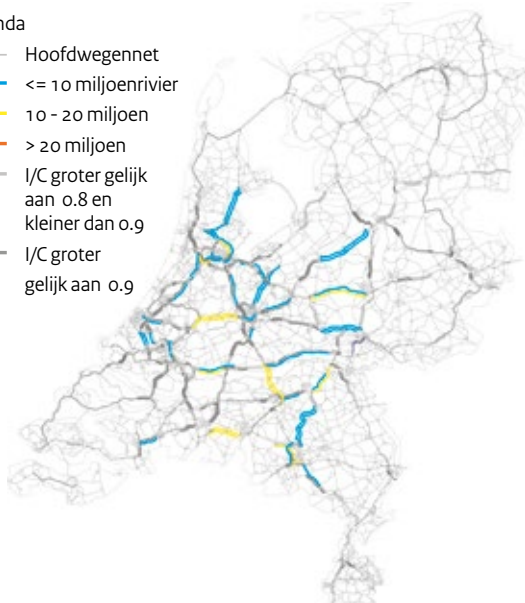 nda
Hoofdwegennet
<= 10 miljoenrivier
10 - 20 miljoen
> 20 miljoen
I/C groter gelijk
aan 0.8 en
kleiner dan 0.9
I/C groter
gelijk aan 0.9